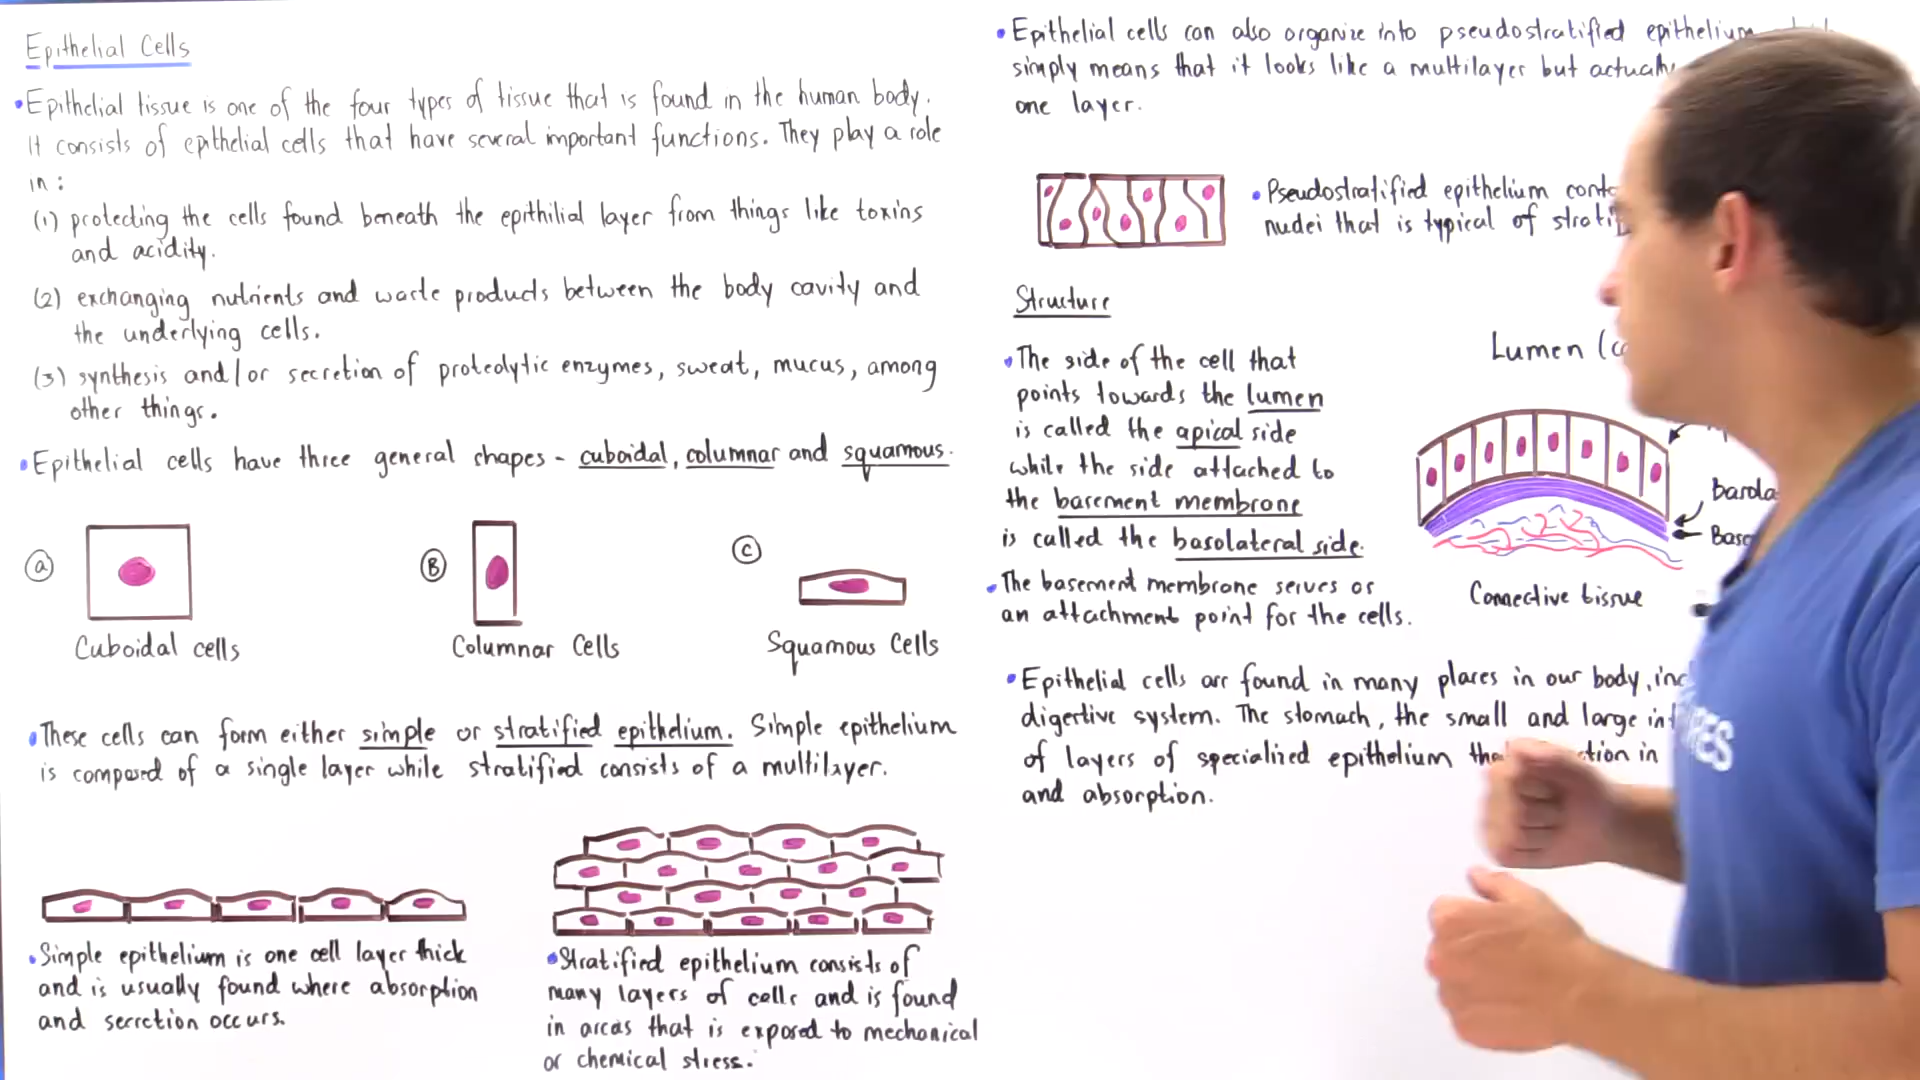 Epithelial Cells
•Epithelial tissue is one of the four types of tissue that is found in the human body.
It consists of epithelial cells that have several important functions. They play a role
in:
(1) protecting the cells found beneath the epithilial layer from things like toxins
and acidity.
(2) exchanging nutrients and waste products between the body cavity and
the underlying cells.
(3) synthesis and/or secretion of proteolytic enzymes, sweat, mucus, among
other things.
•Epithelial cells have three general shapes - cuboidal, columnar and squamous.
a
Cuboidal cells
B
Columnar Cells
C
Squamous Cells
•These cells can form either simple or stratified epithelium. Simple epithelium
is composed of a single layer while stratified consists of a multilayer.
•Simple epithelium is one cell layer thick
and is usually found where absorption
and secretion occurs.
•Stratified epithelium consists of
many layers of cells and is found
in areas that is exposed to mechanical
or chemical stress.
•Epithelial cells can also organize into pseudostratified epithelium
simply means that it looks like a multilayer but actually
one layer.
•Pseudostratified epithelium
nuclei that is typical of
Structure
•The side of the cell that
points towards the lumen
is called the apical side
while the side attached to
the basement membrane
is called the basolateral side.
•The basement membrane serves as
an attachment point for the cells.
Lumen
Connective tissue
•Epithelial cells are found in many places in our body,
digestive system. The stomach, the small and large
of layers of specialized epithelium in
and absorption.